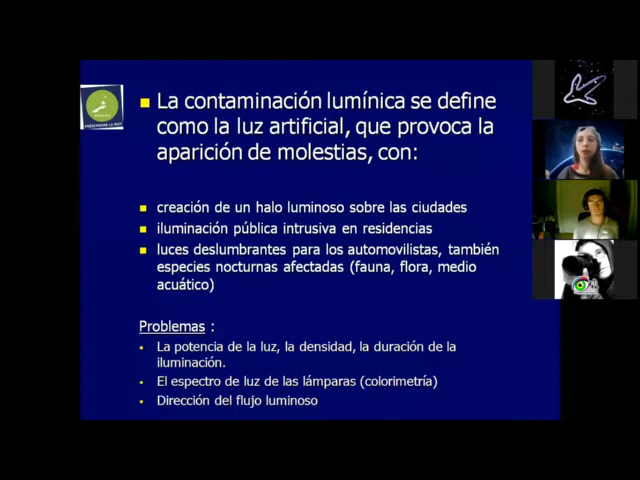 La contaminación lumínica se define
como la luz artificial, que provoca la
aparición de molestias, con:
creación de un halo luminoso sobre las ciudades
iluminación pública intrusiva en residencias
luces deslumbrantes para los automovilistas, también
especies nocturnas afectadas (fauna, flora, medio
acuático)
Problemas :
La potencia de la luz, la densidad, la duración de la
iluminación.
El espectro de luz de las lámparas (colorimetría)
Dirección del flujo luminoso